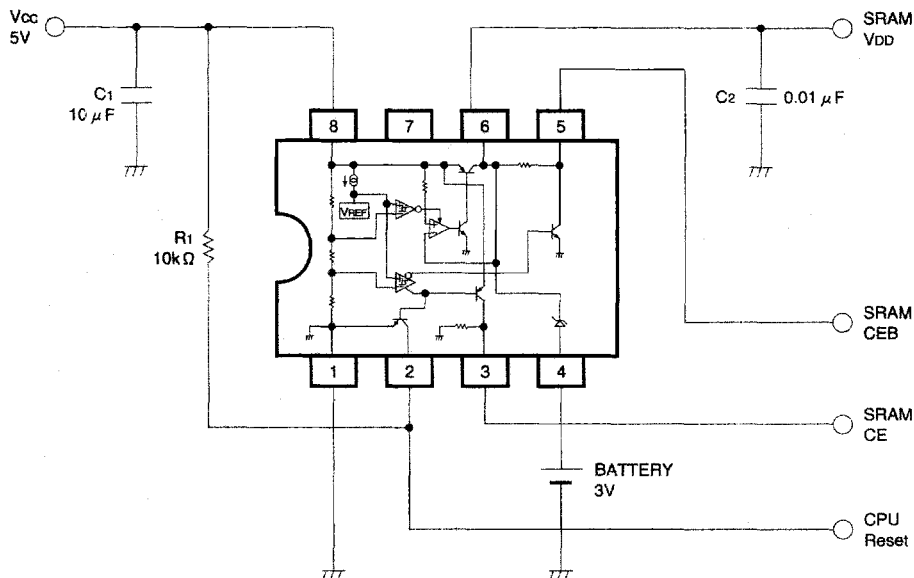 Vcc
5V
SRAM
VDD
C1
10 μF
C2
0.01 μF
8
7
6
5
VREF
R1
10kΩ
SRAM
CEB
1
2
3
4
SRAM
CE
BATTERY
3V
CPU
Reset